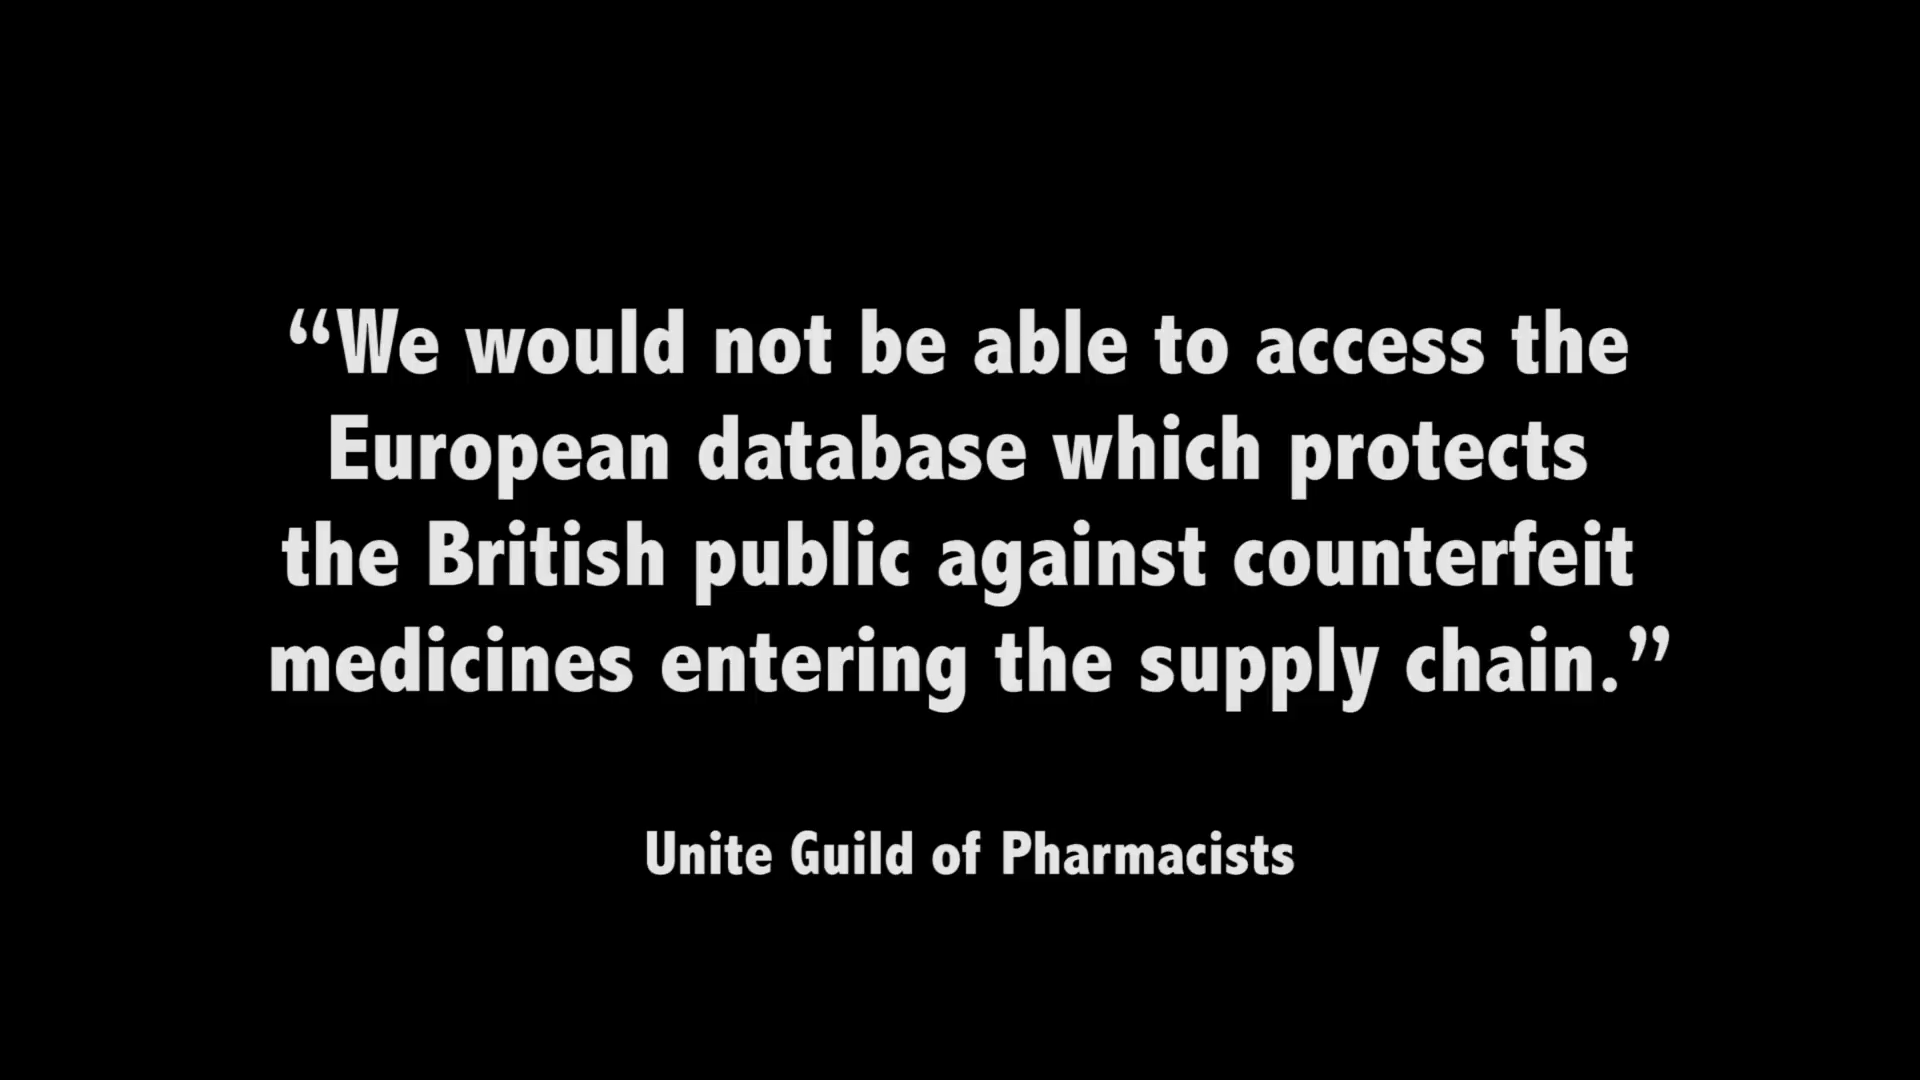 “We would not be able to access the
European database which protects
the British public against counterfeit
medicines entering the supply chain.”
Unite Guild of Pharmacists